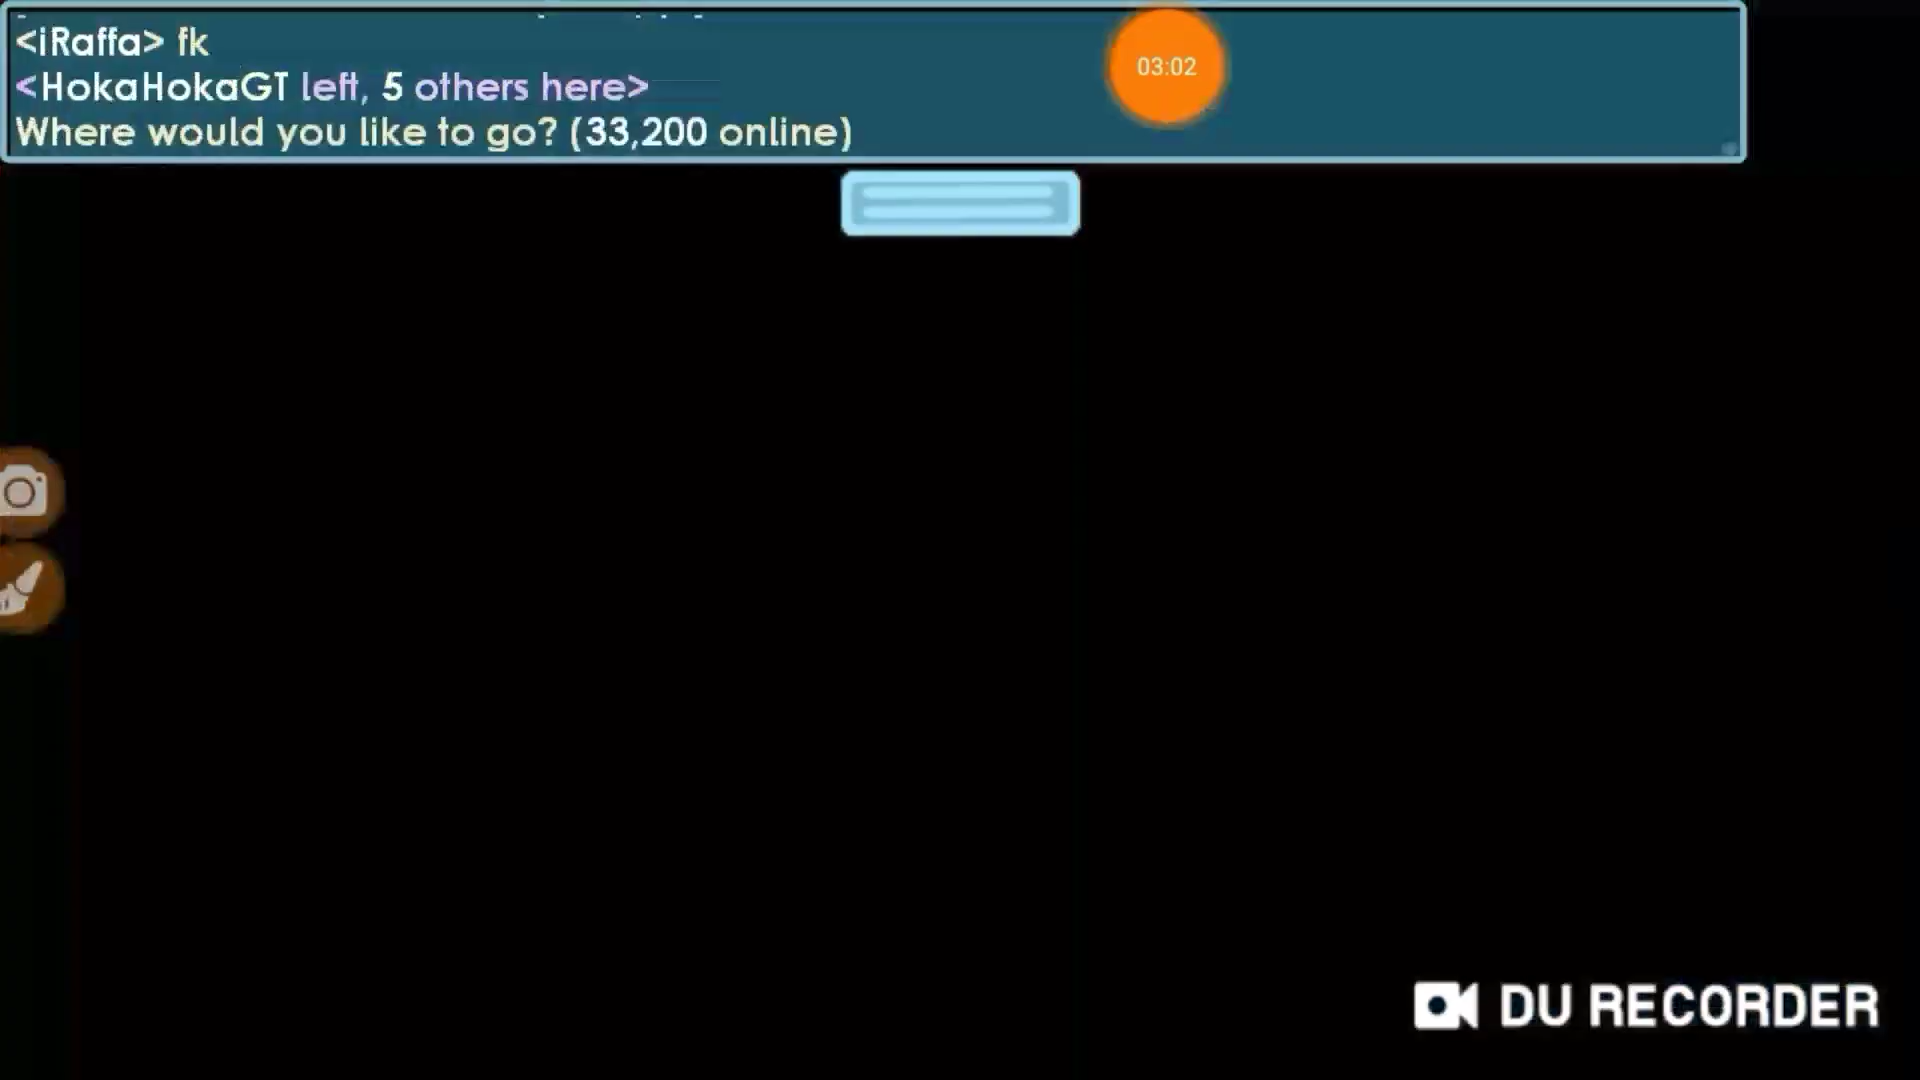 <iRaffa> fk
<HokaHokaGT left, 5 others here>
Where would you like to go? (33,200 online)
03:02
DU RECORDER